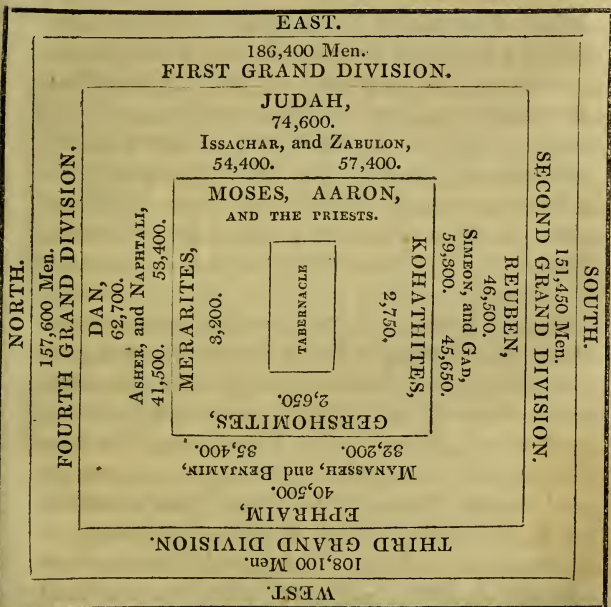 EAST.
186,400 Men.
FIRST GRAND DIVISION.
JUDAH,
74,600.
ISSACHAR, and ZABULON,
54,400. 57,400.
MOSES, AARON,
AND THE PRIESTS.
TABERNACLE
SOUTH.
151,450 Men.
SECOND GRAND DIVISION.
REUBEN,
46,500.
SIMEON, and GAD,
59,300. 45,650.
KOHATHITES,
2,750.
WEST.
108,100 Men.
THIRD GRAND DIVISION.
EPHRAIM,
40,500.
MANASSEH, and BENJAMIN,
32,200. 35,400.
GERSHOMITES,
2,650.
NORTH.
157,600 Men.
FOURTH GRAND DIVISION.
DAN,
62,700.
ASHER, and NAPHTALI,
41,500. 53,400.
MERARITES,
3,200.